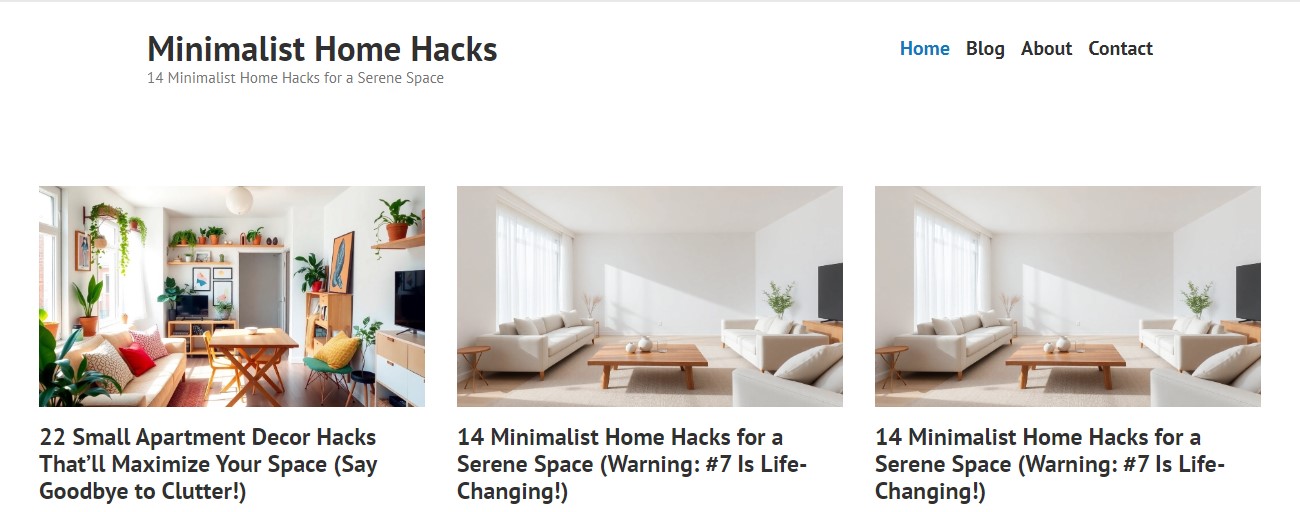 Minimalist Home Hacks
14 Minimalist Home Hacks for a Serene Space
Home Blog About Contact
22 Small Apartment Decor Hacks
That’ll Maximize Your Space (Say
Goodbye to Clutter!)
14 Minimalist Home Hacks for a
Serene Space (Warning: #7 Is Life-
Changing!)
14 Minimalist Home Hacks for a
Serene Space (Warning: #7 Is Life-
Changing!)